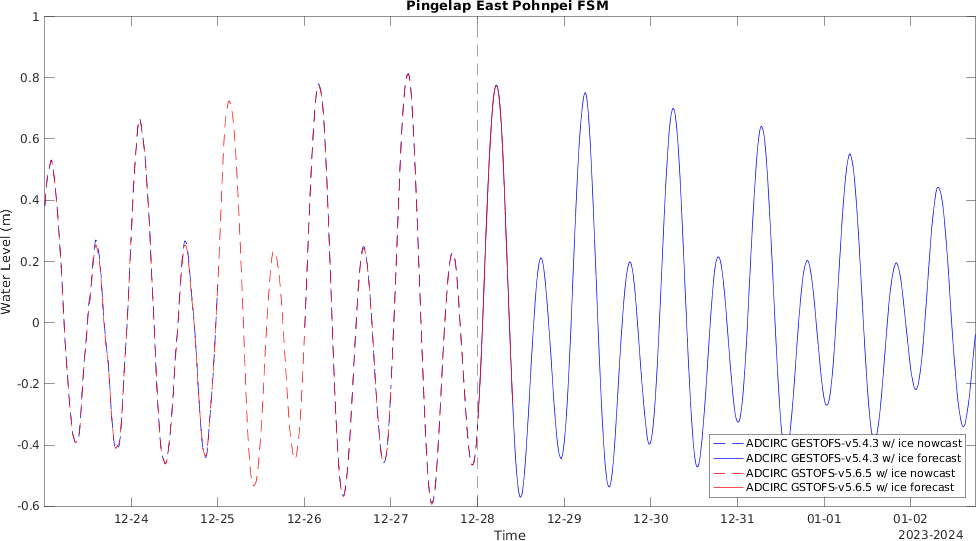 Pingelap East Pohnpei FSM
1
0.8
0.6
0.4
0.2
0
-0.2
-0.4
-0.6
Water Level (m)
12-24
12-25
12-26
12-27
12-28
12-29
12-30
12-31
01-01
01-02
Time
2023-2024
ADCIRC GESTOFS-v5.4.3 w/ ice nowcast
ADCIRC GESTOFS-v5.4.3 w/ ice forecast
ADCIRC GSTOFS-v5.6.5 w/ ice nowcast
ADCIRC GSTOFS-v5.6.5 w/ ice forecast